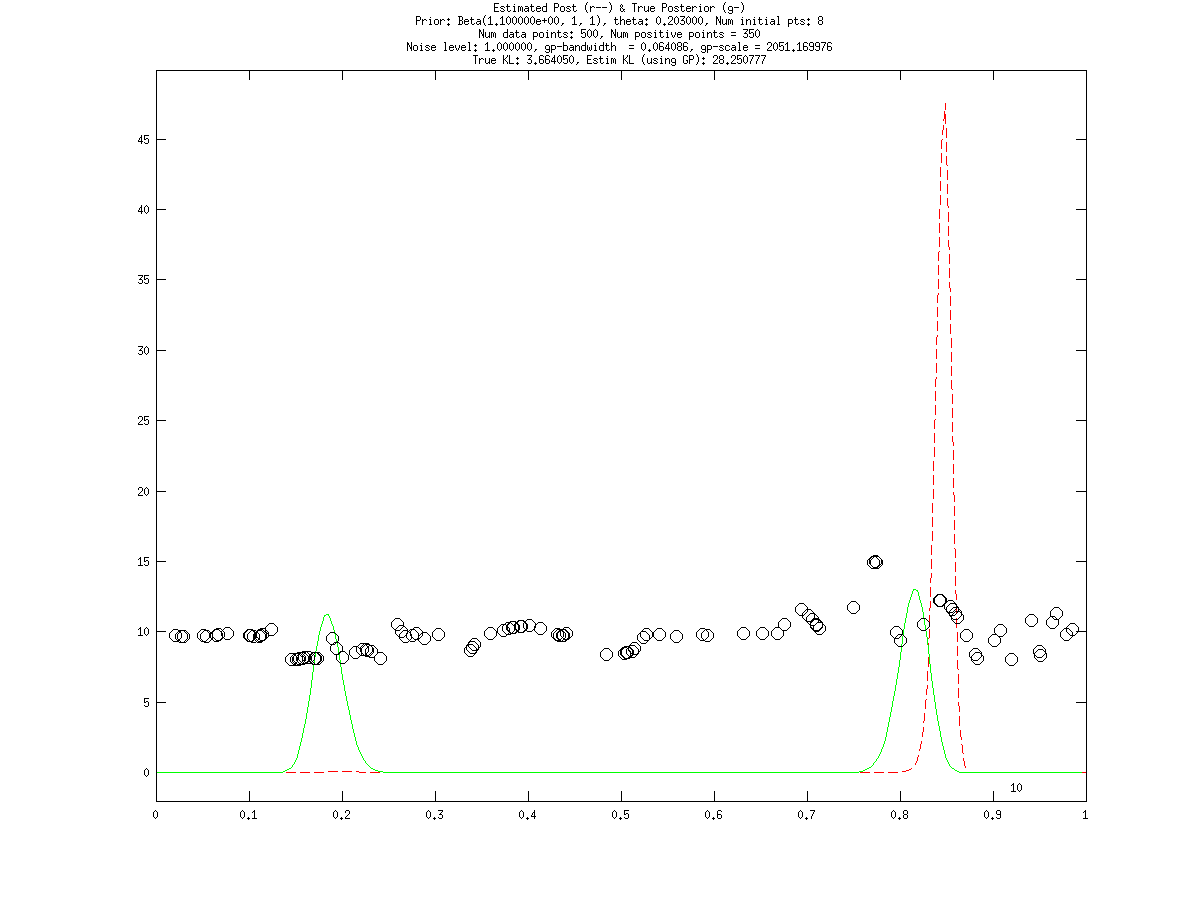 Estimated Post (r--) & True Posterior (g-)
Prior: Beta(1.100000e+00, 1, 1), theta: 0.203000, Num initial pts: 8
Num data points: 500, Num positive points = 350
Noise level: 1.000000, gp-bandwidth  = 0.064086, gp-scale = 2051.169976
True KL: 3.664050, Estim KL (using GP): 28.250777
45
40
35
30
25
20
15
10
5
0
10
0 0.1 0.2 0.3 0.4 0.5 0.6 0.7 0.8 0.9 1